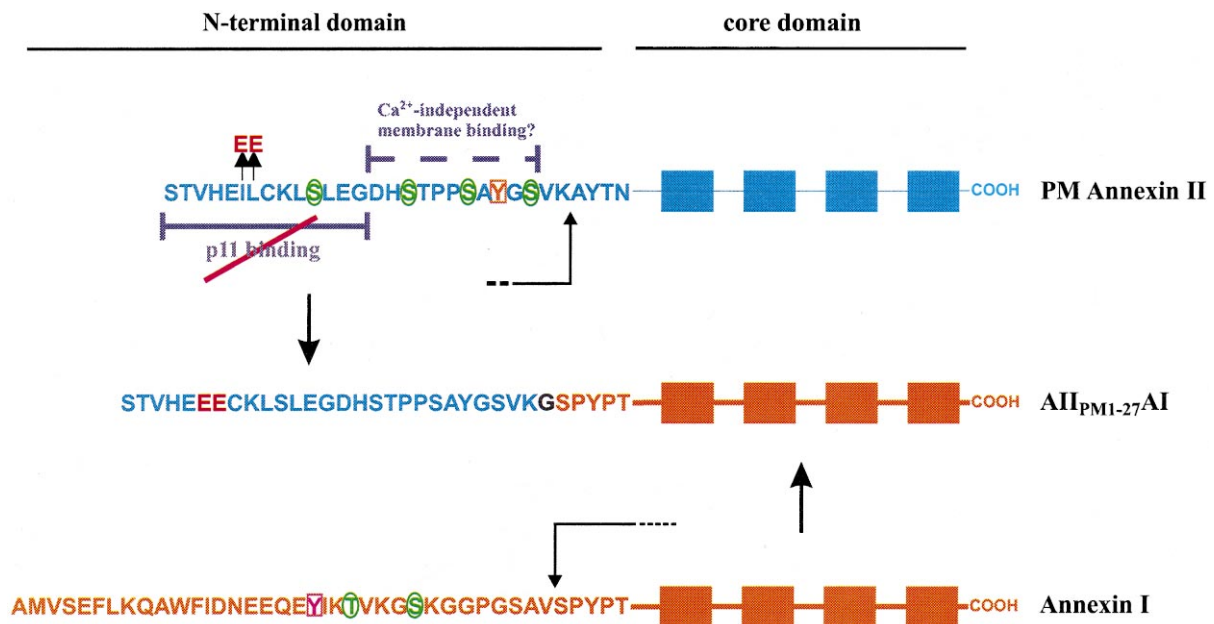 N-terminal domain core domain
Ca²⁺-independent
membrane binding?
EE
STVHEILCKLSLEGDHSTPPSAYGSVKAYTN COOH PM Annexin II
p11 binding
STVHEEECKLSLEGDHSTPPSAYGSVKGSPYPT COOH AII_PM1-27AI
AMVSEFLKQAWFIDNEEQEYIKTVKGSKGGPGSAVSPYPT COOH Annexin I